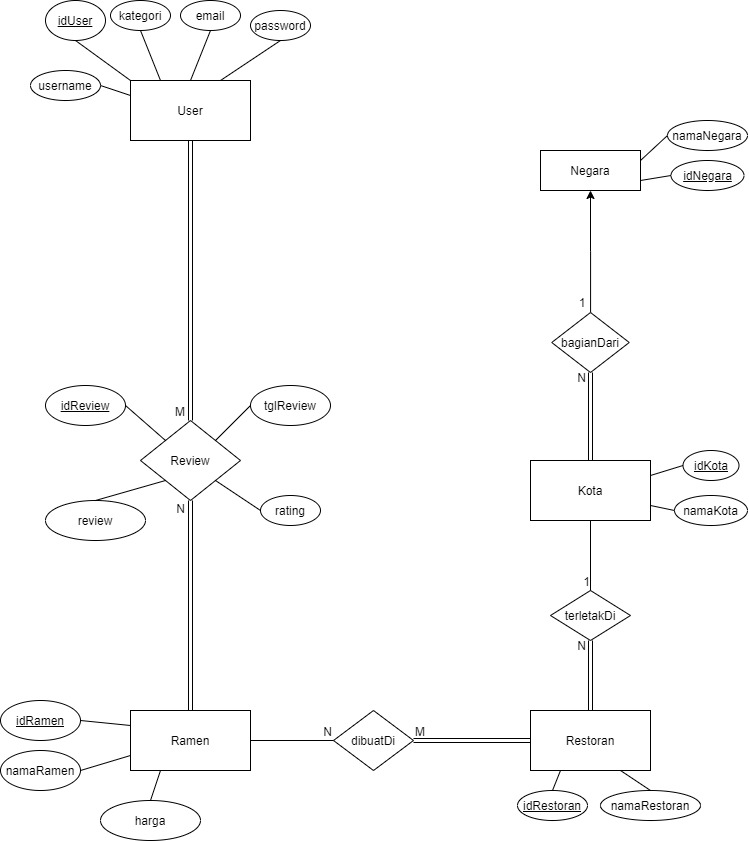 idUser
kategori
email
password
username
User
namaNegara
Negara
idNegara
1
bagianDari
N
M
idReview
tglReview
Review
idKota
Kota
namaKota
N
review
rating
1
terletakDi
N
idRamen
N
M
Ramen
dibuatDi
Restoran
namaRamen
harga
idRestoran
namaRestoran